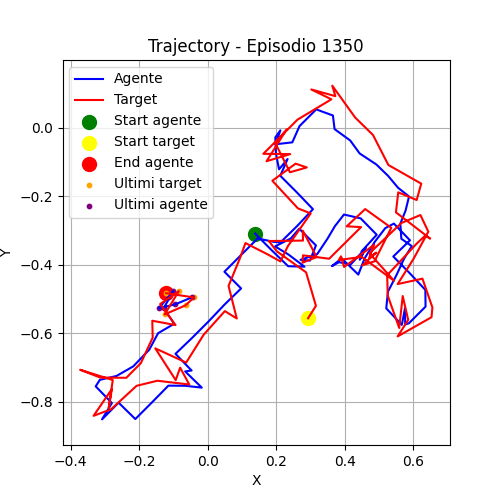 Trajectory - Episodio 1350
Agente
Target
Start agente
Start target
End agente
Ultimi target
Ultimi agente
0.0
−0.2
−0.4
−0.6
−0.8
Y
−0.4 −0.2 0.0 0.2 0.4 0.6
X